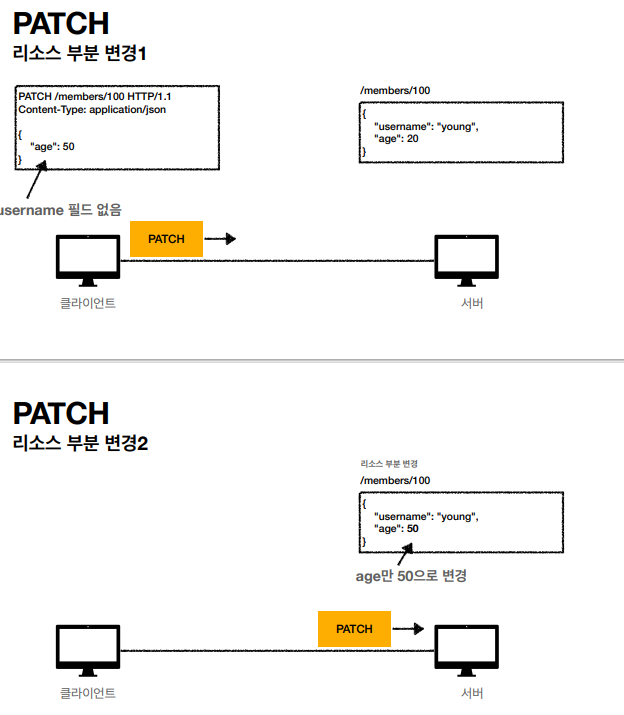 PATCH
리소스 부분 변경1
PATCH /members/100 HTTP/1.1
Content-Type: application/json
{
"age": 50
}
username 필드 없음
/members/100
{
"username": "young",
"age": 20
}
PATCH
클라이언트
서버
PATCH
리소스 부분 변경2
리소스 부분 변경
/members/100
{
"username": "young",
"age": 50
}
age만 50으로 변경
PATCH
클라이언트
서버